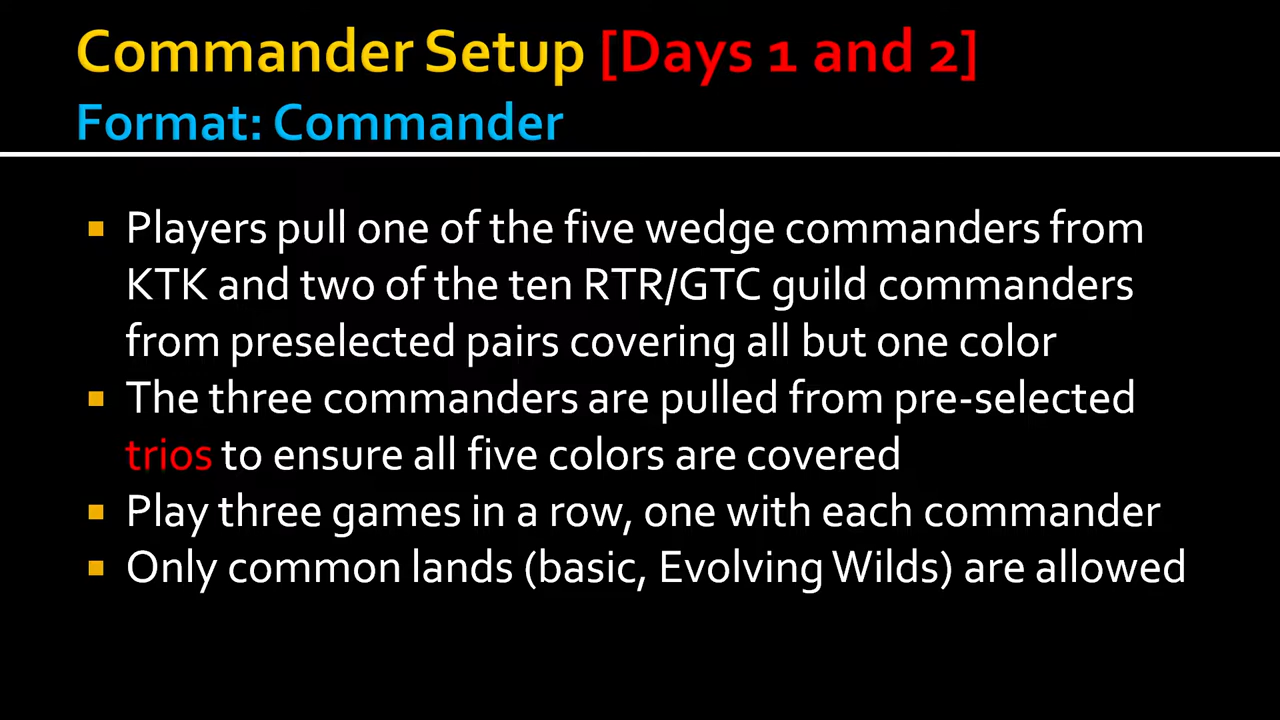 Commander Setup [Days 1 and 2]
Format: Commander
Players pull one of the five wedge commanders from
KTK and two of the ten RTR/GTC guild commanders
from preselected pairs covering all but one color
The three commanders are pulled from pre-selected
trios to ensure all five colors are covered
Play three games in a row, one with each commander
Only common lands (basic, Evolving Wilds) are allowed